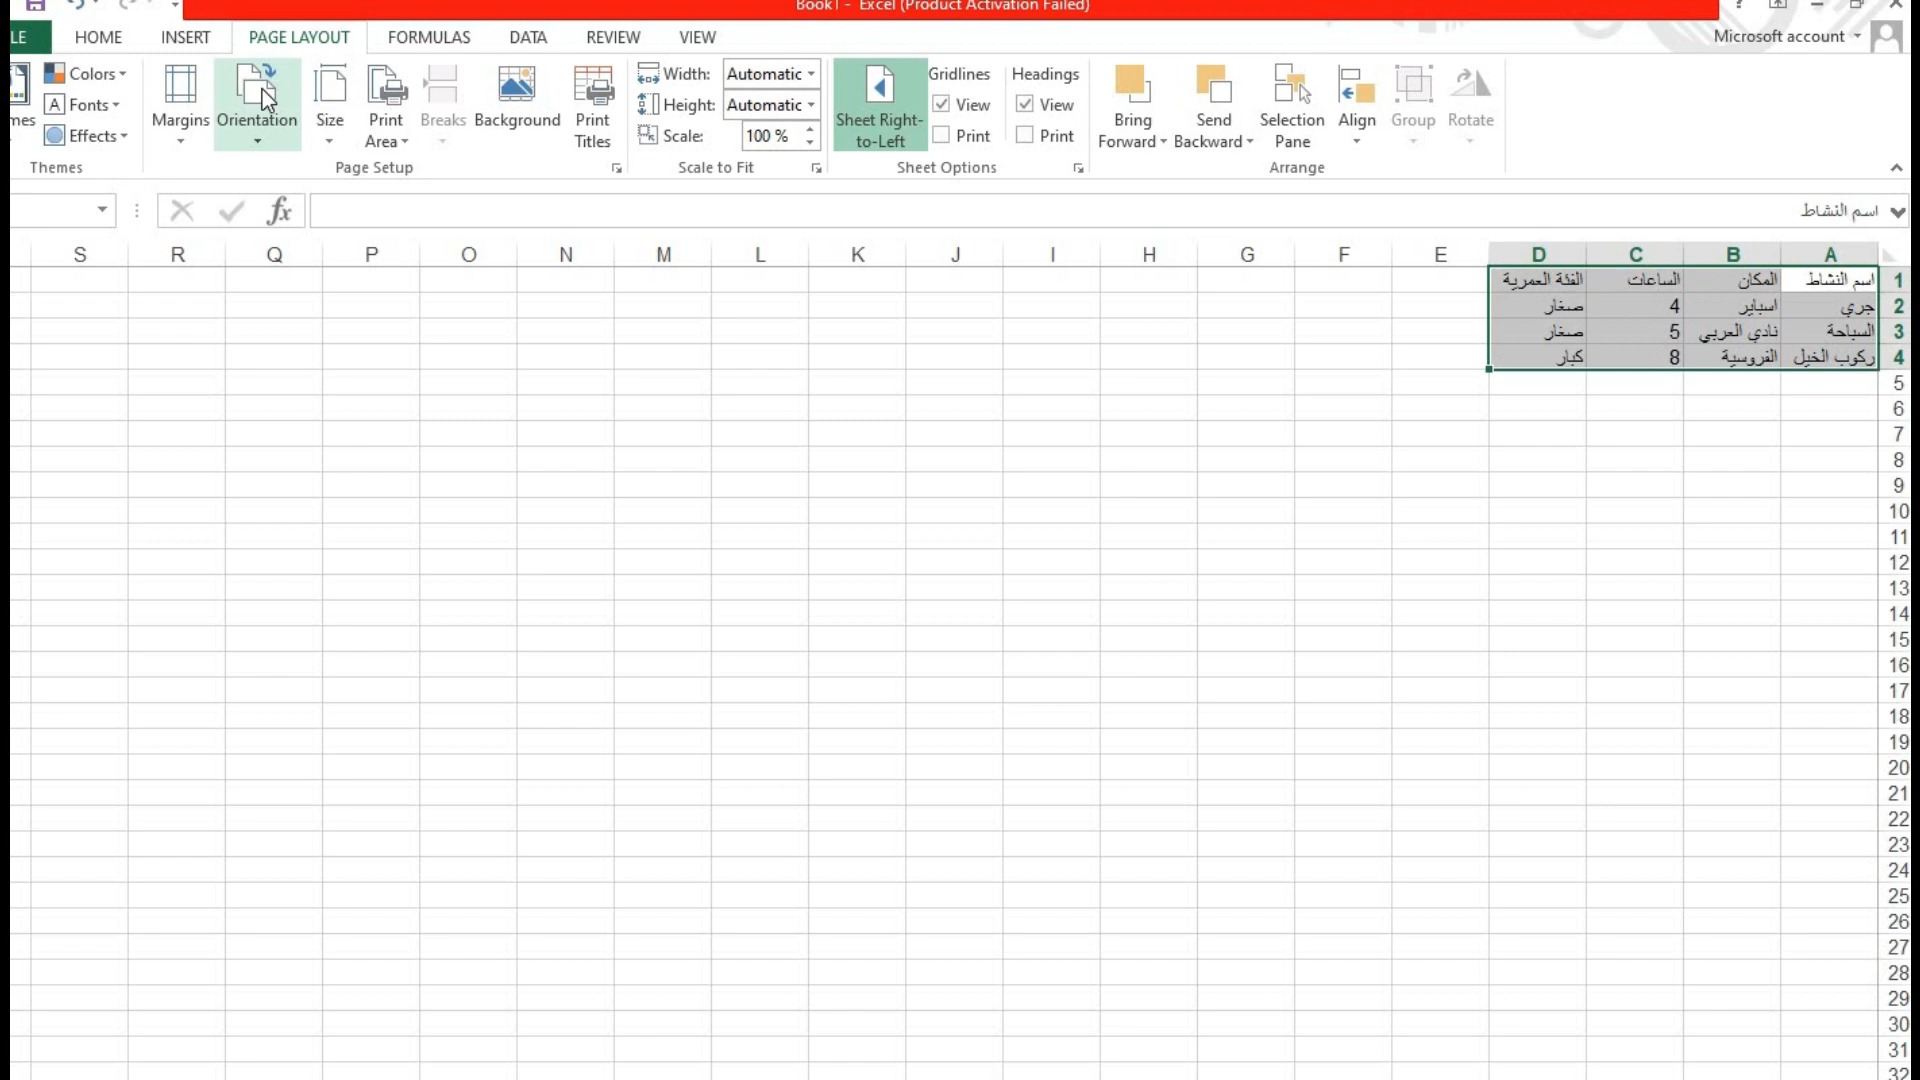 Book1 - Excel (Product Activation Failed)
HOME INSERT PAGE LAYOUT FORMULAS DATA REVIEW VIEW
Microsoft account
Colors
Fonts
Effects
Themes
Margins
Orientation
Size
Print Area
Breaks
Background
Print Titles
Page Setup
Width: Automatic
Height: Automatic
Scale: 100 %
Scale to Fit
Sheet Right-to-Left
Gridlines
View
Print
Headings
View
Print
Sheet Options
Bring Forward
Send Backward
Selection Pane
Align
Group
Rotate
Arrange
fx
اسم النشاط
S R Q P O N M L K J I H G F E D C B A
1 اسم النشاط المكان الساعات الفئة العمرية
2 جري اسباير 4 صغار
3 السباحة نادي العربي 5 صغار
4 ركوب الخيل الفروسية 8 كبار
5
6
7
8
9
10
11
12
13
14
15
16
17
18
19
20
21
22
23
24
25
26
27
28
29
30
31
32